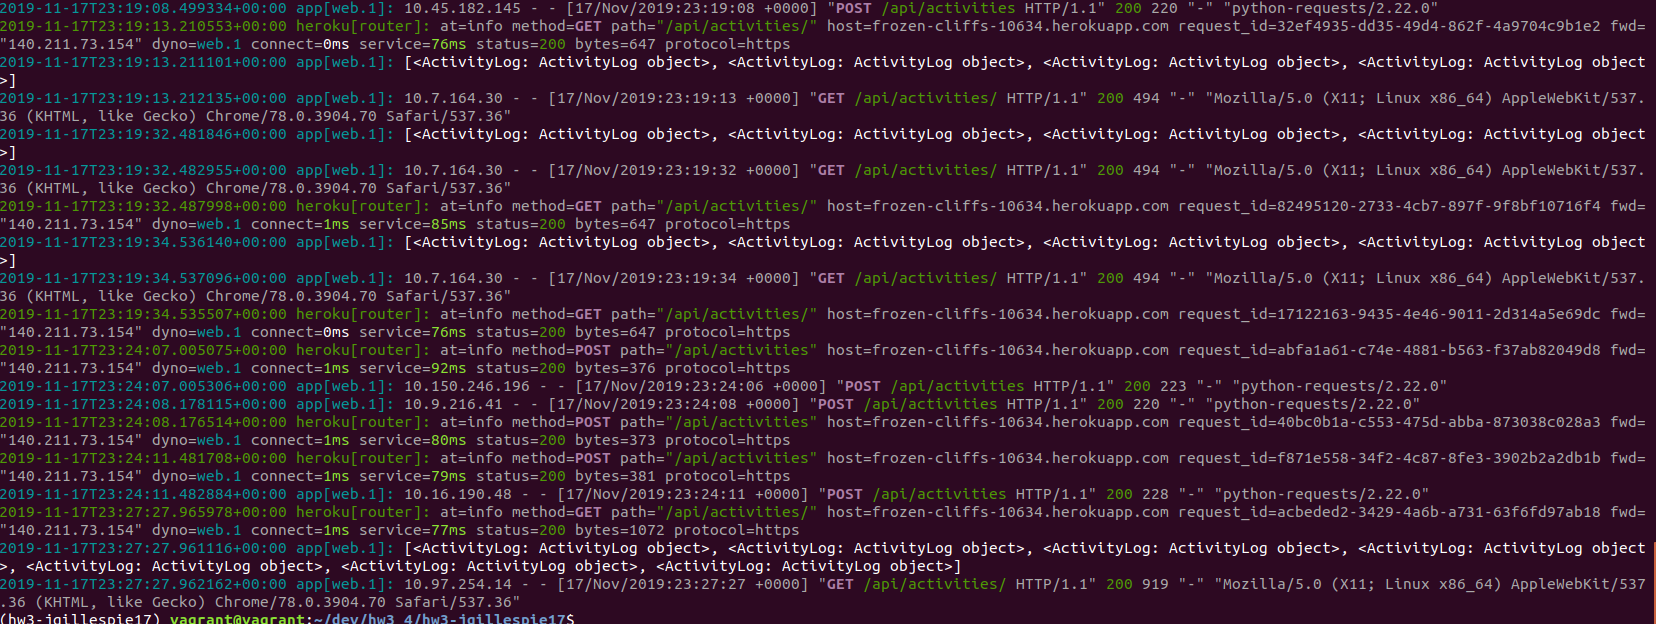 2019-11-17T23:19:08.499334+00:00 app[web.1]: 10.45.182.145 - - [17/Nov/2019:23:19:08 +0000] "POST /api/activities HTTP/1.1" 200 220 "-" "python-requests/2.22.0"
2019-11-17T23:19:13.210553+00:00 heroku[router]: at=info method=GET path="/api/activities/" host=frozen-cliffs-10634.herokuapp.com request_id=32ef4935-dd35-49d4-862f-4a9704c9b1e2 fwd=
"140.211.73.154" dyno=web.1 connect=0ms service=76ms status=200 bytes=647 protocol=https
2019-11-17T23:19:13.211101+00:00 app[web.1]: [<ActivityLog: ActivityLog object>, <ActivityLog: ActivityLog object>, <ActivityLog: ActivityLog object>, <ActivityLog: ActivityLog object
>]
2019-11-17T23:19:13.212135+00:00 app[web.1]: 10.7.164.30 - - [17/Nov/2019:23:19:13 +0000] "GET /api/activities/ HTTP/1.1" 200 494 "-" "Mozilla/5.0 (X11; Linux x86_64) AppleWebKit/537.
36 (KHTML, like Gecko) Chrome/78.0.3904.70 Safari/537.36"
2019-11-17T23:19:32.481846+00:00 app[web.1]: [<ActivityLog: ActivityLog object>, <ActivityLog: ActivityLog object>, <ActivityLog: ActivityLog object>, <ActivityLog: ActivityLog object
>]
2019-11-17T23:19:32.482955+00:00 app[web.1]: 10.7.164.30 - - [17/Nov/2019:23:19:32 +0000] "GET /api/activities/ HTTP/1.1" 200 494 "-" "Mozilla/5.0 (X11; Linux x86_64) AppleWebKit/537.
36 (KHTML, like Gecko) Chrome/78.0.3904.70 Safari/537.36"
2019-11-17T23:19:32.487998+00:00 heroku[router]: at=info method=GET path="/api/activities/" host=frozen-cliffs-10634.herokuapp.com request_id=82495120-2733-4cb7-897f-9f8bf10716f4 fwd=
"140.211.73.154" dyno=web.1 connect=1ms service=85ms status=200 bytes=647 protocol=https
2019-11-17T23:19:34.536140+00:00 app[web.1]: [<ActivityLog: ActivityLog object>, <ActivityLog: ActivityLog object>, <ActivityLog: ActivityLog object>, <ActivityLog: ActivityLog object
>]
2019-11-17T23:19:34.537096+00:00 app[web.1]: 10.7.164.30 - - [17/Nov/2019:23:19:34 +0000] "GET /api/activities/ HTTP/1.1" 200 494 "-" "Mozilla/5.0 (X11; Linux x86_64) AppleWebKit/537.
36 (KHTML, like Gecko) Chrome/78.0.3904.70 Safari/537.36"
2019-11-17T23:19:34.535507+00:00 heroku[router]: at=info method=GET path="/api/activities/" host=frozen-cliffs-10634.herokuapp.com request_id=17122163-9435-4e46-9011-2d314a5e69dc fwd=
"140.211.73.154" dyno=web.1 connect=0ms service=76ms status=200 bytes=647 protocol=https
2019-11-17T23:24:07.005075+00:00 heroku[router]: at=info method=POST path="/api/activities" host=frozen-cliffs-10634.herokuapp.com request_id=abfa1a61-c74e-4881-b563-f37ab82049d8 fwd=
"140.211.73.154" dyno=web.1 connect=1ms service=92ms status=200 bytes=376 protocol=https
2019-11-17T23:24:07.005306+00:00 app[web.1]: 10.150.246.196 - - [17/Nov/2019:23:24:06 +0000] "POST /api/activities HTTP/1.1" 200 223 "-" "python-requests/2.22.0"
2019-11-17T23:24:08.178115+00:00 app[web.1]: 10.9.216.41 - - [17/Nov/2019:23:24:08 +0000] "POST /api/activities HTTP/1.1" 200 220 "-" "python-requests/2.22.0"
2019-11-17T23:24:08.176514+00:00 heroku[router]: at=info method=POST path="/api/activities" host=frozen-cliffs-10634.herokuapp.com request_id=40bc0b1a-c553-475d-abba-873038c028a3 fwd=
"140.211.73.154" dyno=web.1 connect=1ms service=80ms status=200 bytes=373 protocol=https
2019-11-17T23:24:11.481708+00:00 heroku[router]: at=info method=POST path="/api/activities" host=frozen-cliffs-10634.herokuapp.com request_id=f871e558-34f2-4c87-8fe3-3902b2a2db1b fwd=
"140.211.73.154" dyno=web.1 connect=1ms service=79ms status=200 bytes=381 protocol=https
2019-11-17T23:24:11.482884+00:00 app[web.1]: 10.16.190.48 - - [17/Nov/2019:23:24:11 +0000] "POST /api/activities HTTP/1.1" 200 228 "-" "python-requests/2.22.0"
2019-11-17T23:27:27.965978+00:00 heroku[router]: at=info method=GET path="/api/activities/" host=frozen-cliffs-10634.herokuapp.com request_id=acbeded2-3429-4a6b-a731-63f6fd97ab18 fwd=
"140.211.73.154" dyno=web.1 connect=1ms service=77ms status=200 bytes=1072 protocol=https
2019-11-17T23:27:27.961116+00:00 app[web.1]: [<ActivityLog: ActivityLog object>, <ActivityLog: ActivityLog object>, <ActivityLog: ActivityLog object>, <ActivityLog: ActivityLog object
>, <ActivityLog: ActivityLog object>, <ActivityLog: ActivityLog object>, <ActivityLog: ActivityLog object>]
2019-11-17T23:27:27.962162+00:00 app[web.1]: 10.97.254.14 - - [17/Nov/2019:23:27:27 +0000] "GET /api/activities/ HTTP/1.1" 200 919 "-" "Mozilla/5.0 (X11; Linux x86_64) AppleWebKit/537
.36 (KHTML, like Gecko) Chrome/78.0.3904.70 Safari/537.36"
(hw3-jgillespie17) vagrant@vagrant:~/dev/hw3_4/hw3-jgillespie17$